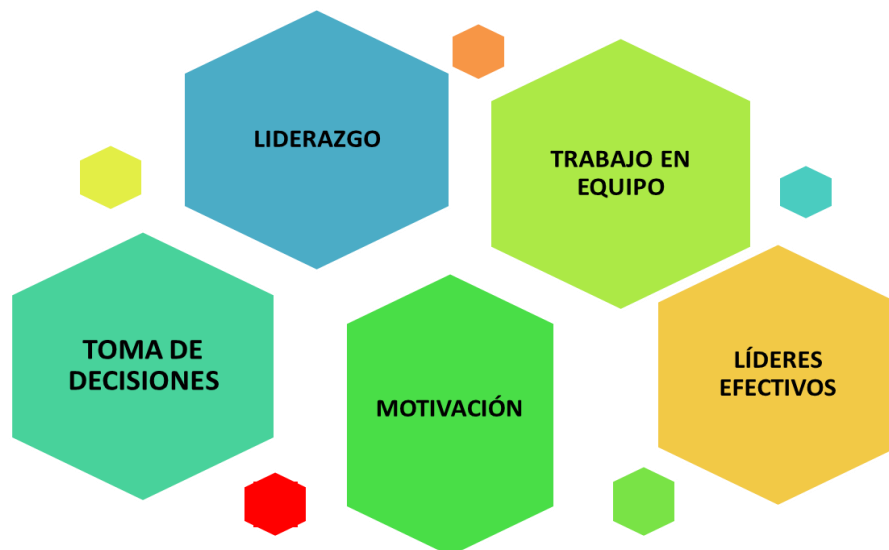 LIDERAZGO
TRABAJO EN
EQUIPO
TOMA DE
DECISIONES
MOTIVACIÓN
LÍDERES
EFECTIVOS